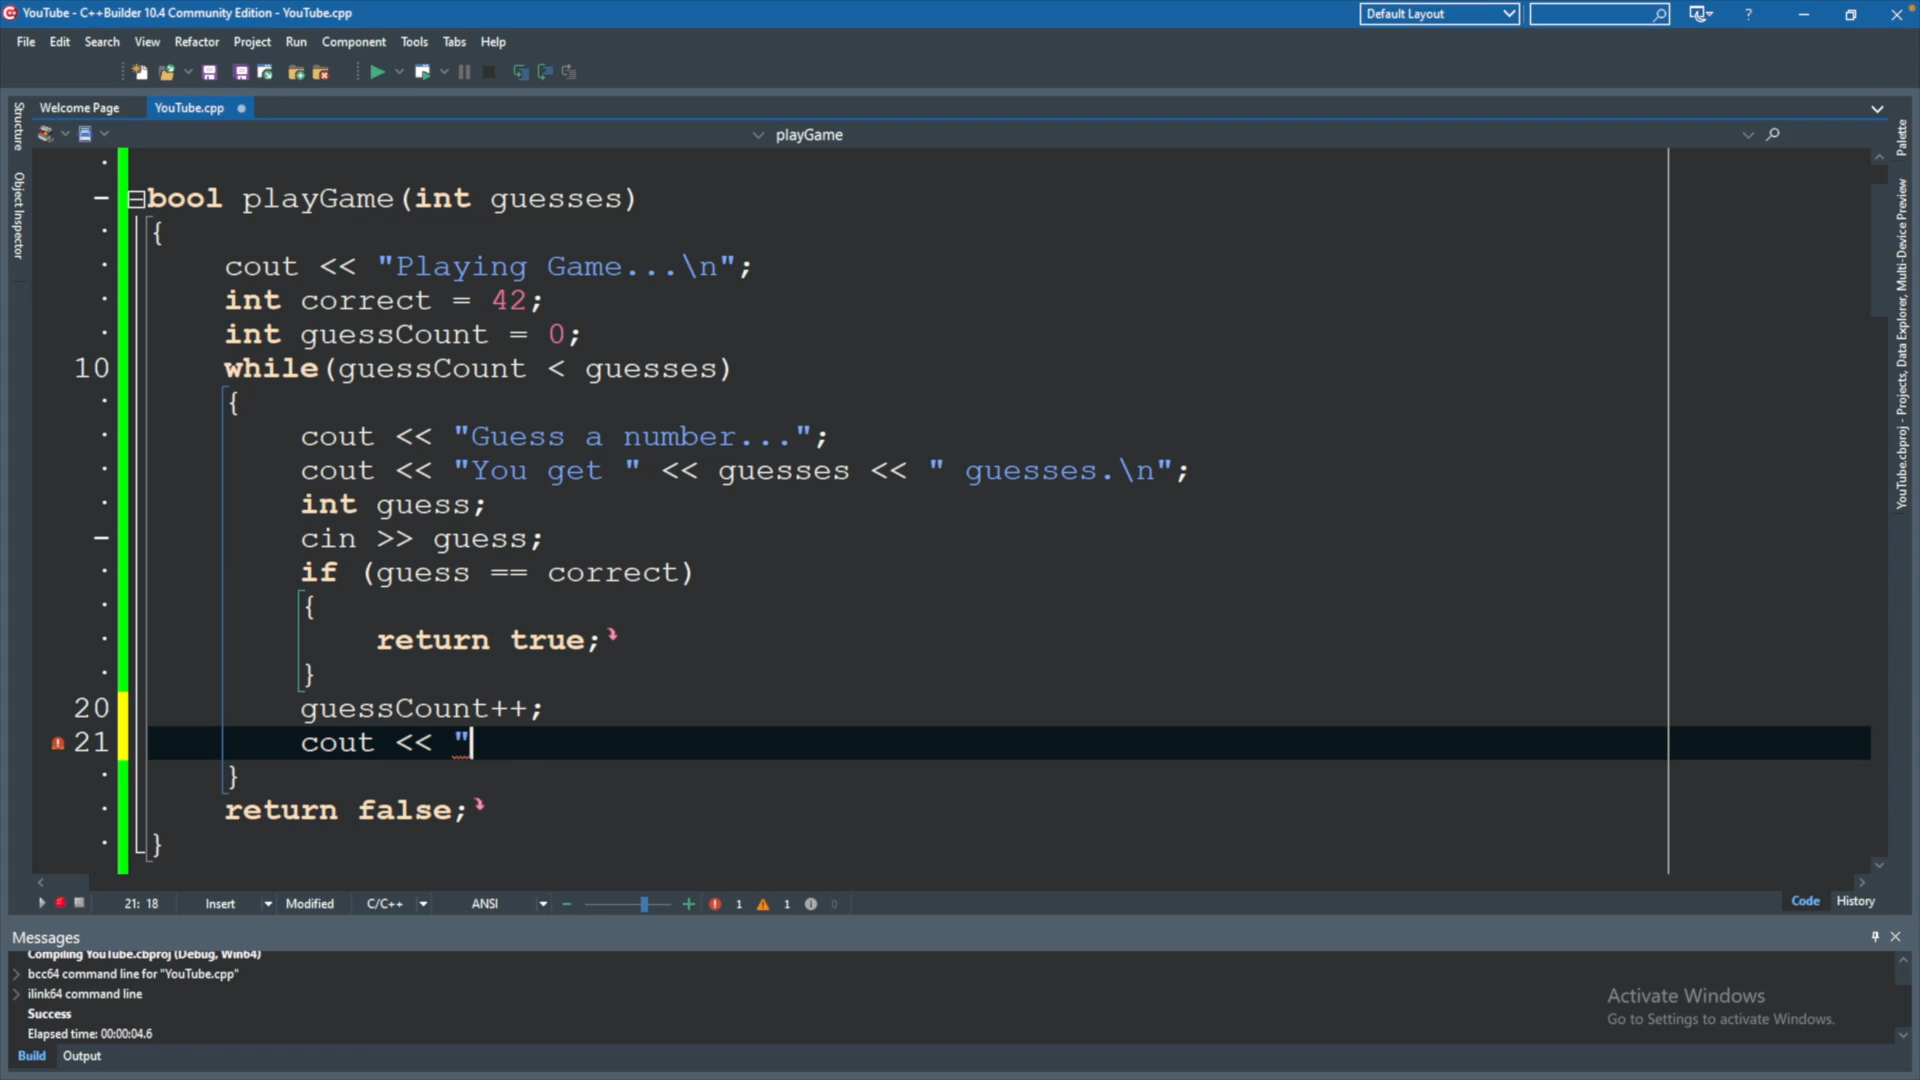 YouTube - C++Builder 10.4 Community Edition - YouTube.cpp
Default Layout
?
File Edit Search View Refactor Project Run Component Tools Tabs Help
Structure
Object Inspector
Welcome Page YouTube.cpp
playGame
Palette
YouTube.cbproj - Projects, Data Explorer, Multi-Device Preview
bool playGame(int guesses)
{
cout << "Playing Game...\n";
int correct = 42;
int guessCount = 0;
10 while(guessCount < guesses)
{
cout << "Guess a number...";
cout << "You get " << guesses << " guesses.\n";
int guess;
cin >> guess;
if (guess == correct)
{
return true;
}
20 guessCount++;
21 cout << "
}
return false;
}
21: 18 Insert Modified C/C++ ANSI 1 1 0
Code History
Messages
Compiling YouTube.cbproj (Debug, Win64)
bcc64 command line for "YouTube.cpp"
ilink64 command line
Success
Elapsed time: 00:00:04.6
Build Output
Activate Windows
Go to Settings to activate Windows.